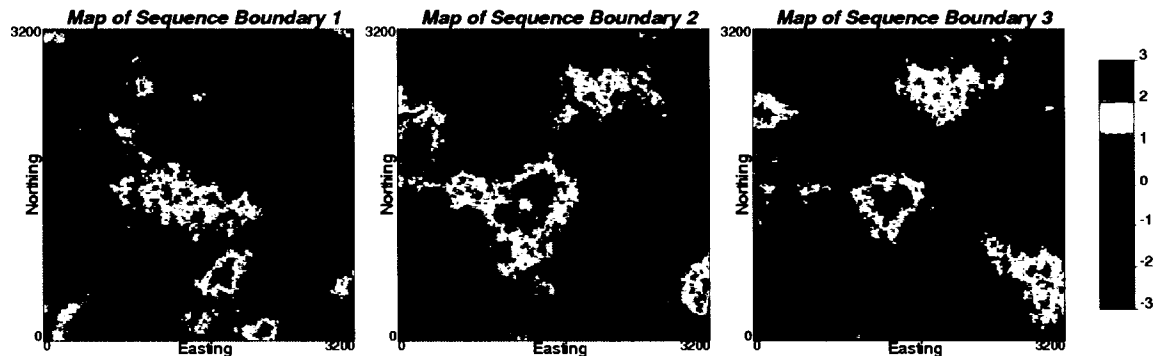 Map of Sequence Boundary 1
Map of Sequence Boundary 2
Map of Sequence Boundary 3
3200
3200
3200
3
2
1
0
-1
-2
-3
Northing
Northing
Northing
0
0
0
0
Easting
3200
0
Easting
3200
0
Easting
3200